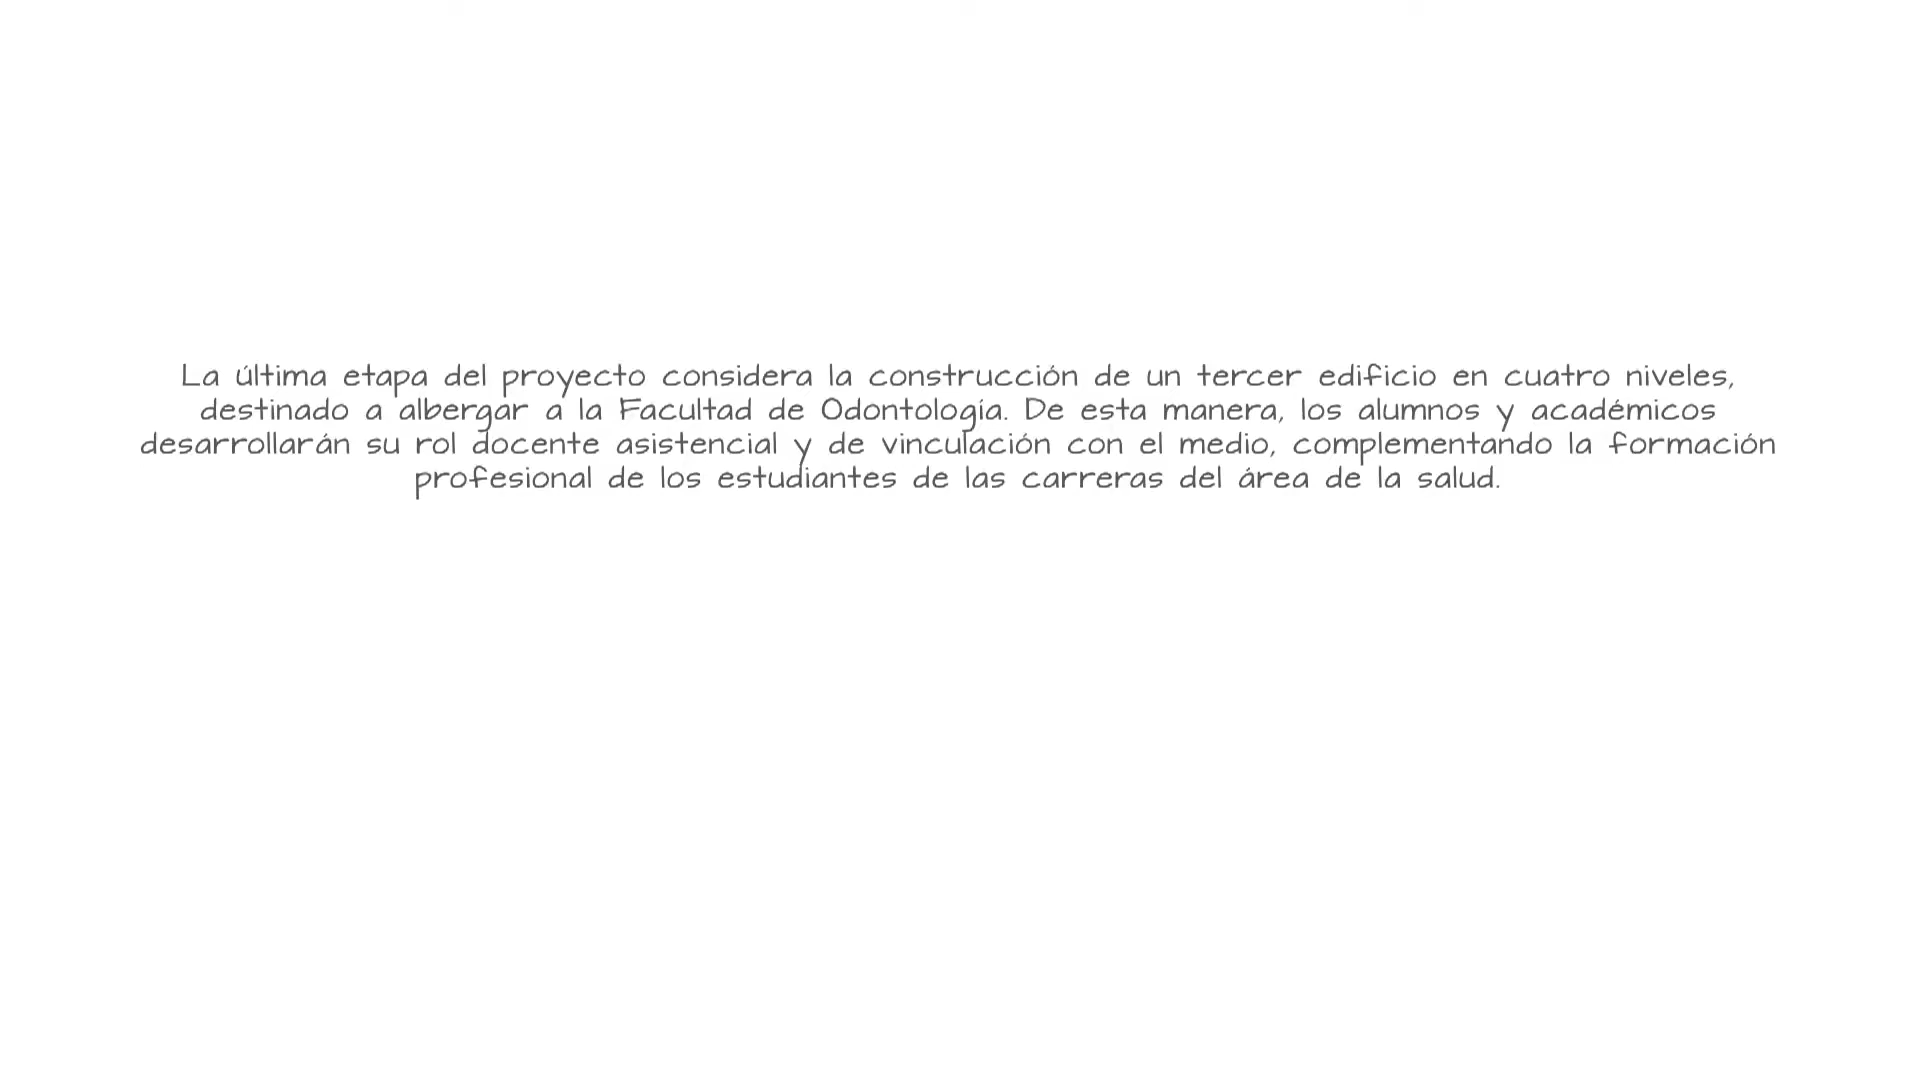 La última etapa del proyecto considera la construcción de un tercer edificio en cuatro niveles,
destinado a albergar a la Facultad de Odontología. De esta manera, los alumnos y académicos
desarrollarán su rol docente asistencial y de vinculación con el medio, complementando la formación
profesional de los estudiantes de las carreras del área de la salud.